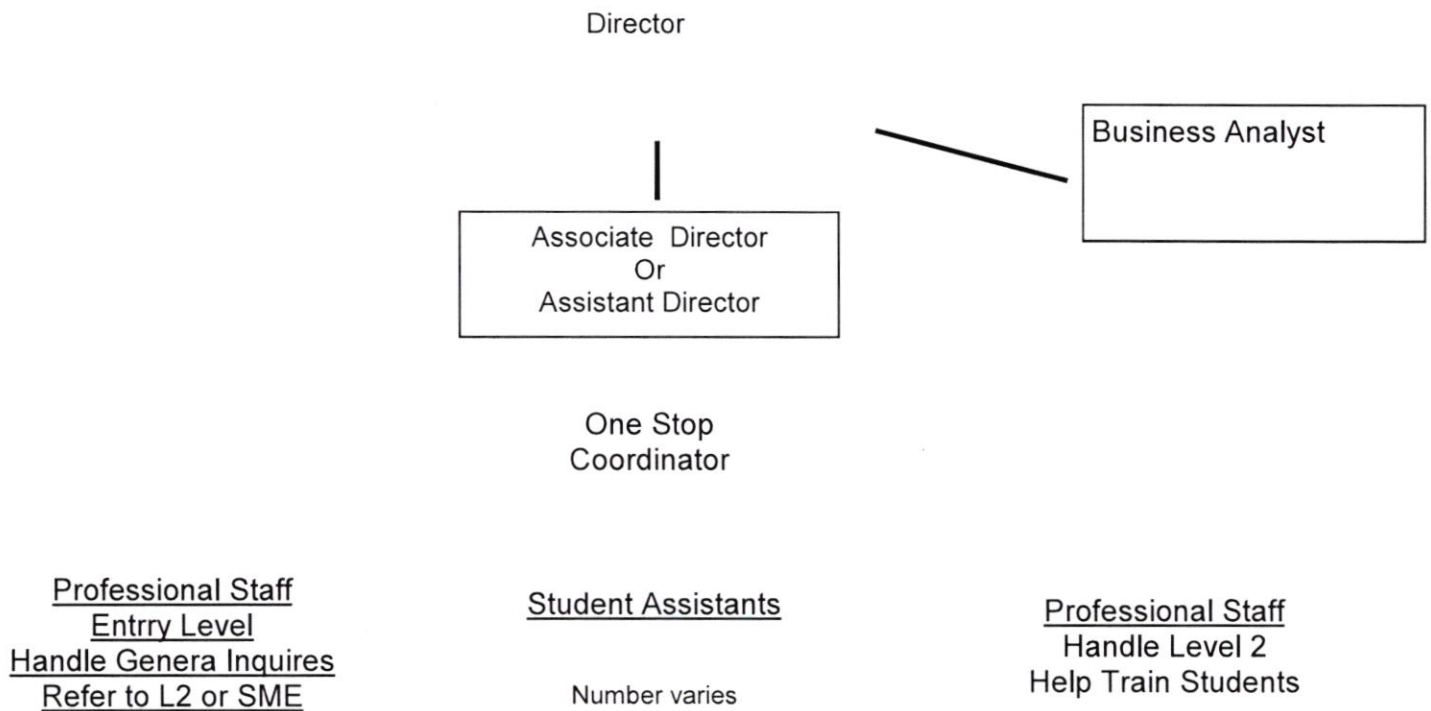 Director
Business Analyst
Associate Director
Or
Assistant Director
One Stop
Coordinator
Professional Staff
Entrry Level
Handle Genera Inquires
Refer to L2 or SME
Student Assistants
Number varies
Professional Staff
Handle Level 2
Help Train Students